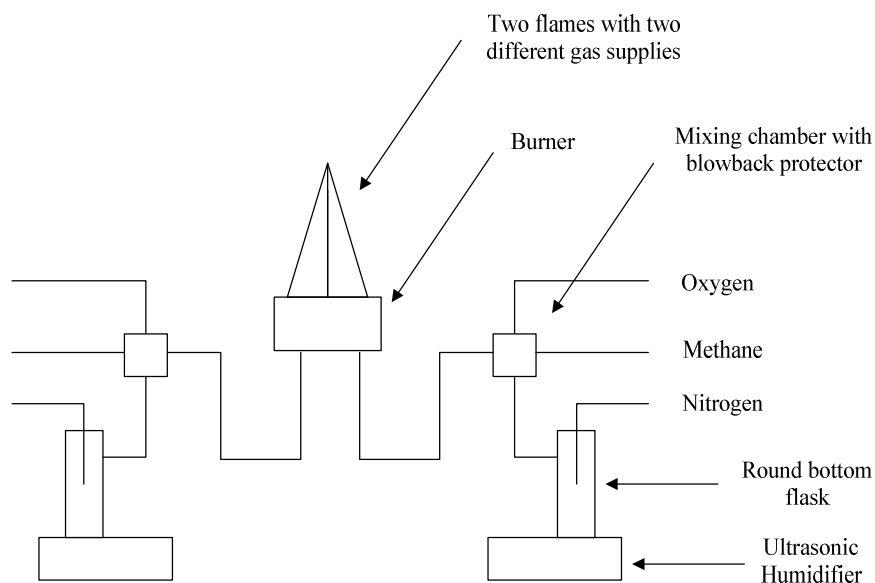 Two flames with two
different gas supplies
Burner
Mixing chamber with
blowback protector
Oxygen
Methane
Nitrogen
Round bottom
flask
Ultrasonic
Humidifier